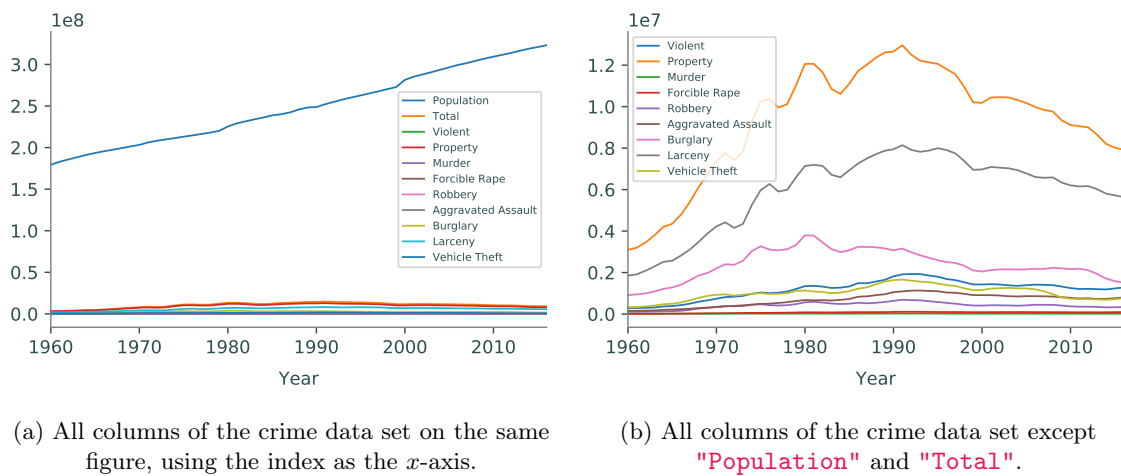 1e8
3.0
2.5
2.0
1.5
1.0
0.5
0.0
1960 1970 1980 1990 2000 2010
Year
Population
Total
Violent
Property
Murder
Forcible Rape
Robbery
Aggravated Assault
Burglary
Larceny
Vehicle Theft
(a) All columns of the crime data set on the same
figure, using the index as the x-axis.
1e7
1.2
1.0
0.8
0.6
0.4
0.2
0.0
1960 1970 1980 1990 2000 2010
Year
Violent
Property
Murder
Forcible Rape
Robbery
Aggravated Assault
Burglary
Larceny
Vehicle Theft
(b) All columns of the crime data set except
"Population" and "Total".